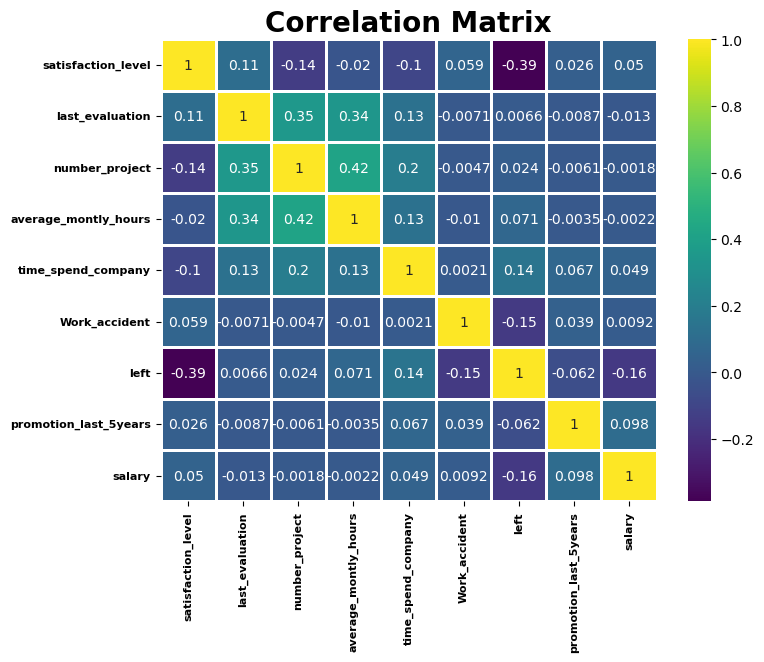 Correlation Matrix
satisfaction_level 1 0.11 -0.14 -0.02 -0.1 0.059 -0.39 0.026 0.05
last_evaluation 0.11 1 0.35 0.34 0.13 -0.0071 0.0066 -0.0087 -0.013
number_project -0.14 0.35 1 0.42 0.2 -0.0047 0.024 -0.0061 -0.0018
average_montly_hours -0.02 0.34 0.42 1 0.13 -0.01 0.071 -0.0035 -0.0022
time_spend_company -0.1 0.13 0.2 0.13 1 0.0021 0.14 0.067 0.049
Work_accident 0.059 -0.0071 -0.0047 -0.01 0.0021 1 -0.15 0.039 0.0092
left -0.39 0.0066 0.024 0.071 0.14 -0.15 1 -0.062 -0.16
promotion_last_5years 0.026 -0.0087 -0.0061 -0.0035 0.067 0.039 -0.062 1 0.098
salary 0.05 -0.013 -0.0018 -0.0022 0.049 0.0092 -0.16 0.098 1
satisfaction_level
last_evaluation
number_project
average_montly_hours
time_spend_company
Work_accident
left
promotion_last_5years
salary
1.0
0.8
0.6
0.4
0.2
0.0
−0.2